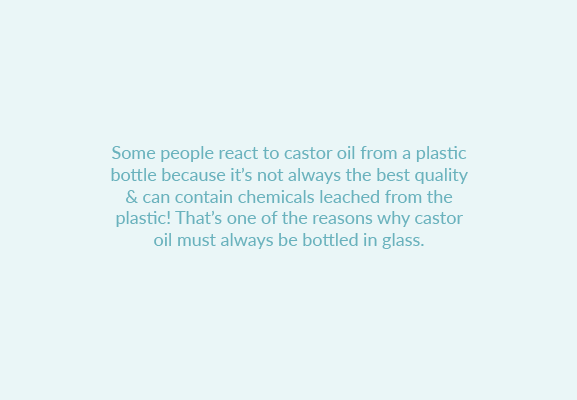 Some people react to castor oil from a plastic
bottle because it's not always the best quality
& can contain chemicals leached from the
plastic! That's one of the reasons why castor
oil must always be bottled in glass.